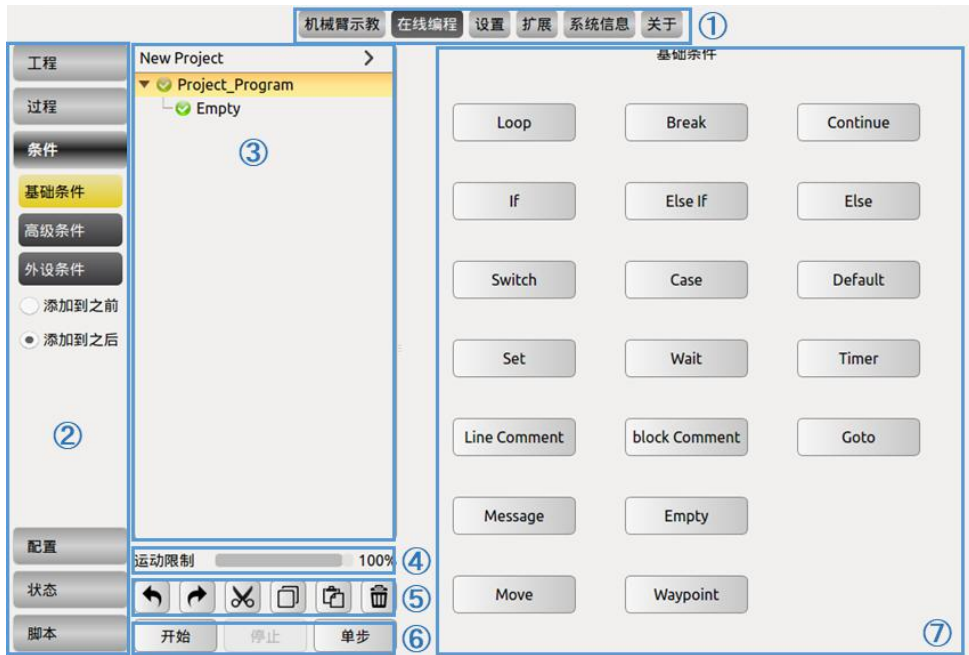 机械臂示教 在线编程 设置 扩展 系统信息 关于 ①
工程
过程
条件
基础条件
高级条件
外设条件
添加到之前
添加到之后
②
配置
状态
脚本
New Project >
Project_Program
Empty
③
运动限制 100% ④
⑤
开始 停止 单步 ⑥
基础条件
Loop Break Continue
If Else If Else
Switch Case Default
Set Wait Timer
Line Comment block Comment Goto
Message Empty
Move Waypoint
⑦